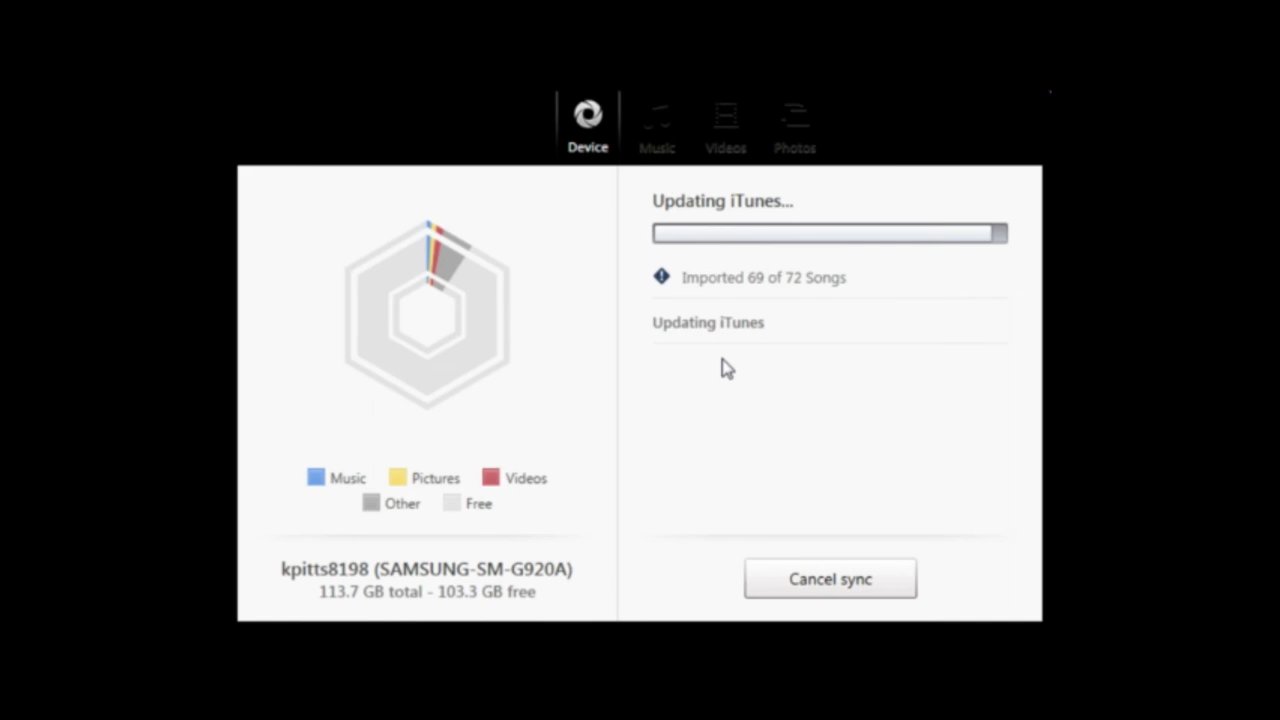 Device Music Videos Photos
Updating iTunes...
Imported 69 of 72 Songs
Updating iTunes
Music Pictures Videos
Other Free
kpitts8198 (SAMSUNG-SM-G920A)
113.7 GB total - 103.3 GB free
Cancel sync